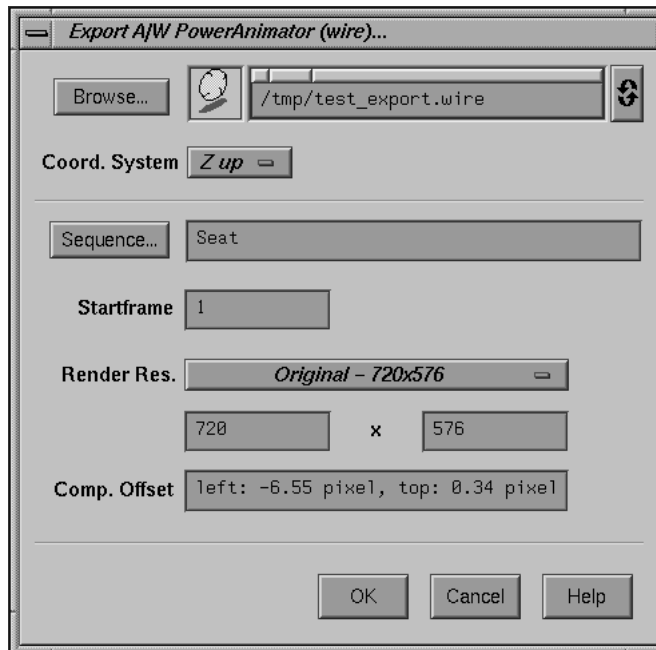 Export A/W PowerAnimator (wire)...
Browse... /tmp/test_export.wire
Coord. System Z up
Sequence... Seat
Startframe 1
Render Res. Original – 720x576
720 x 576
Comp. Offset left: -6.55 pixel, top: 0.34 pixel
OK Cancel Help